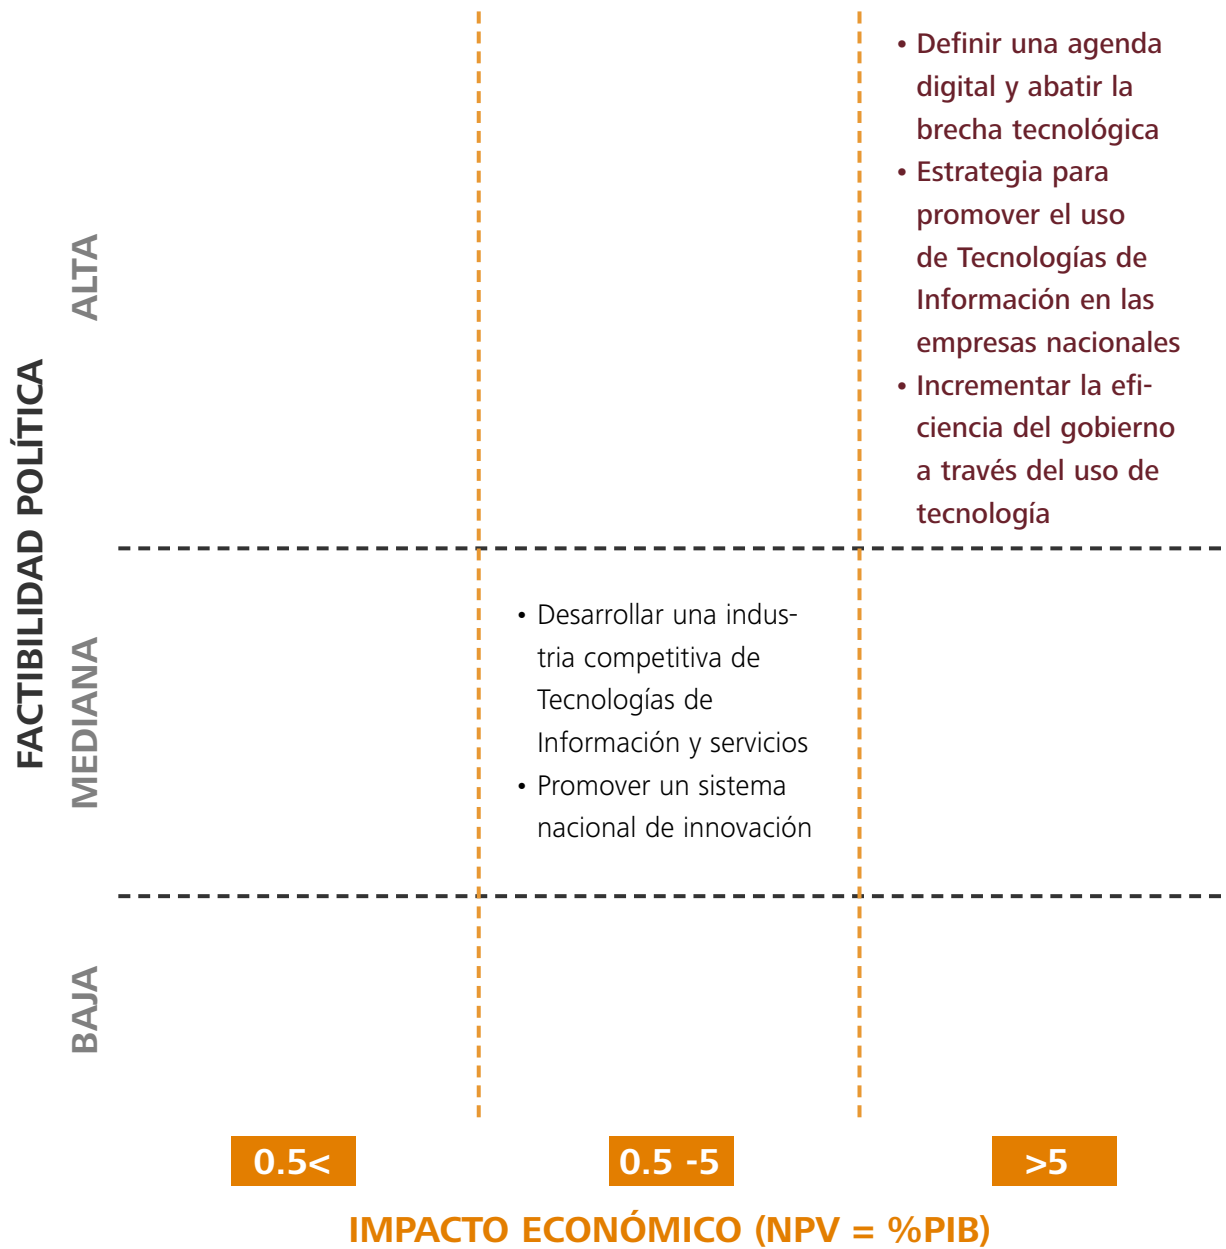 FACTIBILIDAD POLÍTICA
ALTA
• Definir una agenda
digital y abatir la
brecha tecnológica
• Estrategia para
promover el uso
de Tecnologías de
Información en las
empresas nacionales
• Incrementar la efi-
ciencia del gobierno
a través del uso de
tecnología
MEDIANA
• Desarrollar una indus-
tria competitiva de
Tecnologías de
Información y servicios
• Promover un sistema
nacional de innovación
BAJA
0.5<
0.5 -5
>5
IMPACTO ECONÓMICO (NPV = %PIB)